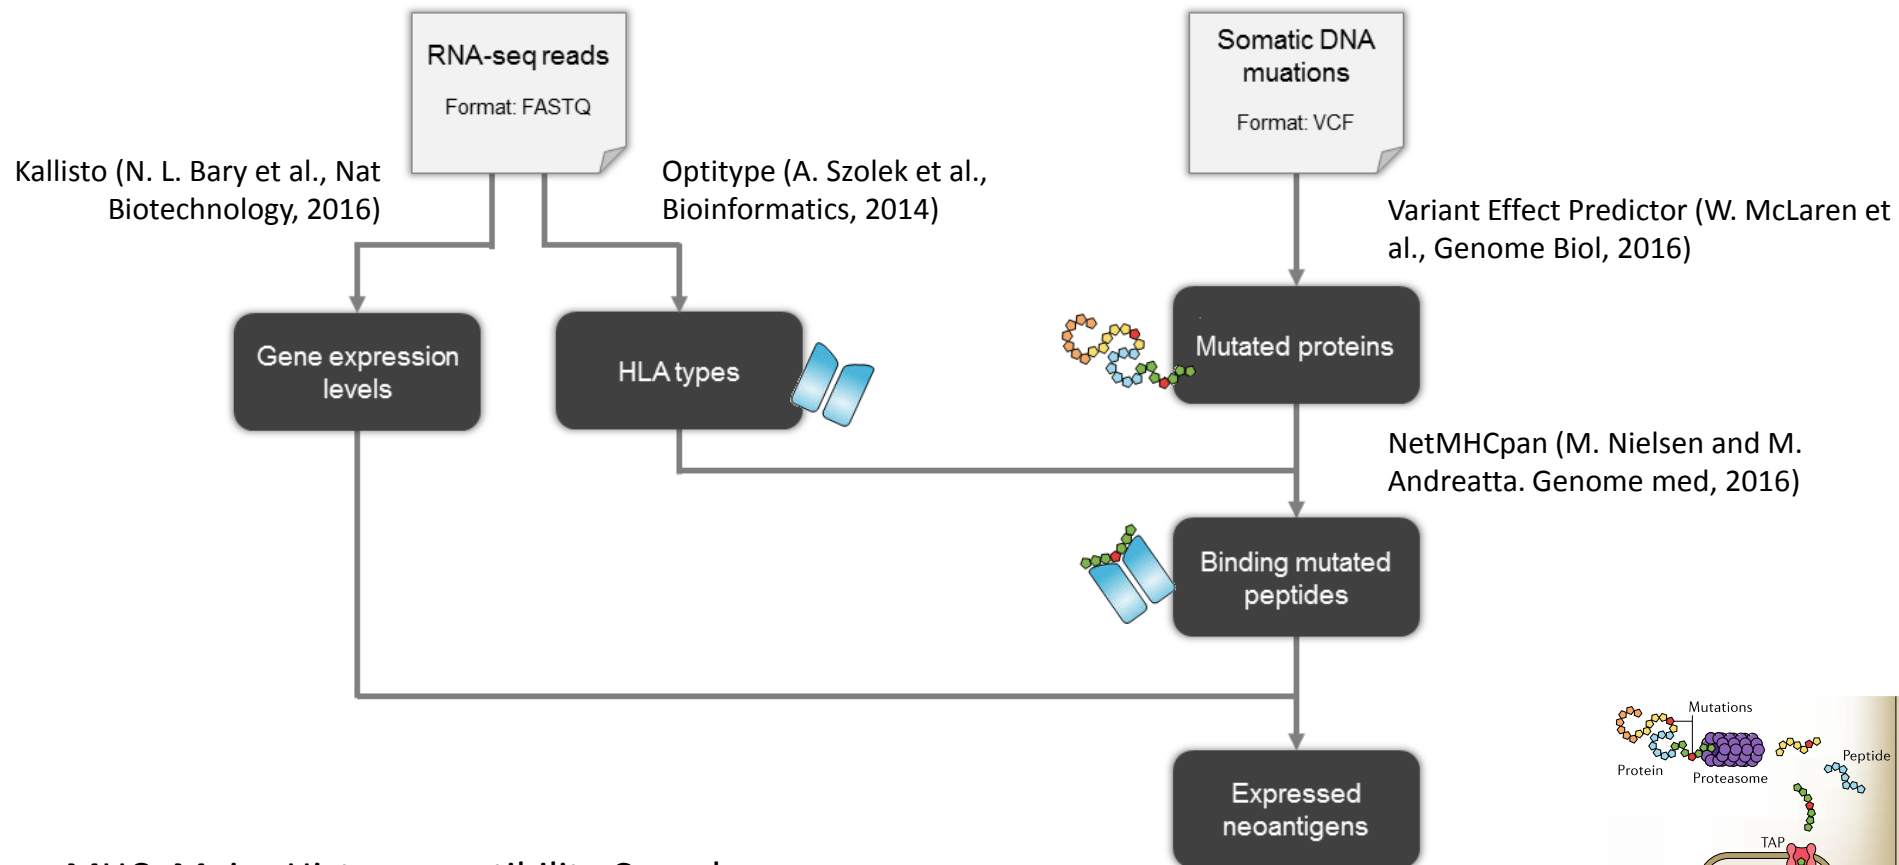 RNA-seq reads
Format: FASTQ
Somatic DNA
muations
Format: VCF
Kallisto (N. L. Bary et al., Nat
Biotechnology, 2016)
Optitype (A. Szolek et al.,
Bioinformatics, 2014)
Variant Effect Predictor (W. McLaren et
al., Genome Biol, 2016)
Gene expression
levels
HLA types
Mutated proteins
NetMHCpan (M. Nielsen and M.
Andreatta. Genome med, 2016)
Binding mutated
peptides
Expressed
neoantigens
Mutations
Protein
Proteasome
Peptide
TAP